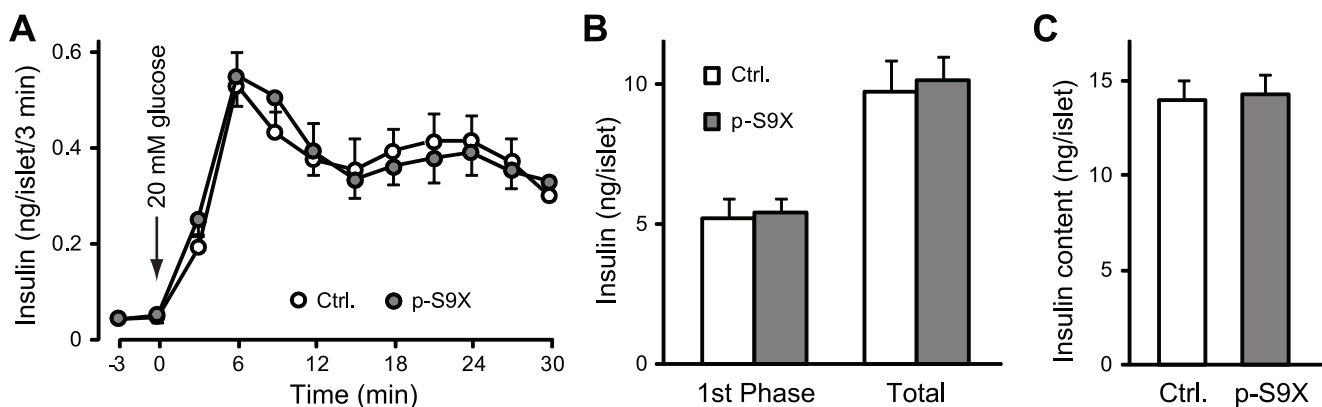 A
Insulin (ng/islet/3 min)
0.6
0.4
0.2
0
20 mM glucose
Ctrl.
p-S9X
-3
0
6
12
18
24
30
Time (min)
B
Insulin (ng/islet)
10
5
0
Ctrl.
p-S9X
1st Phase
Total
C
Insulin content (ng/islet)
15
10
5
0
Ctrl.
p-S9X